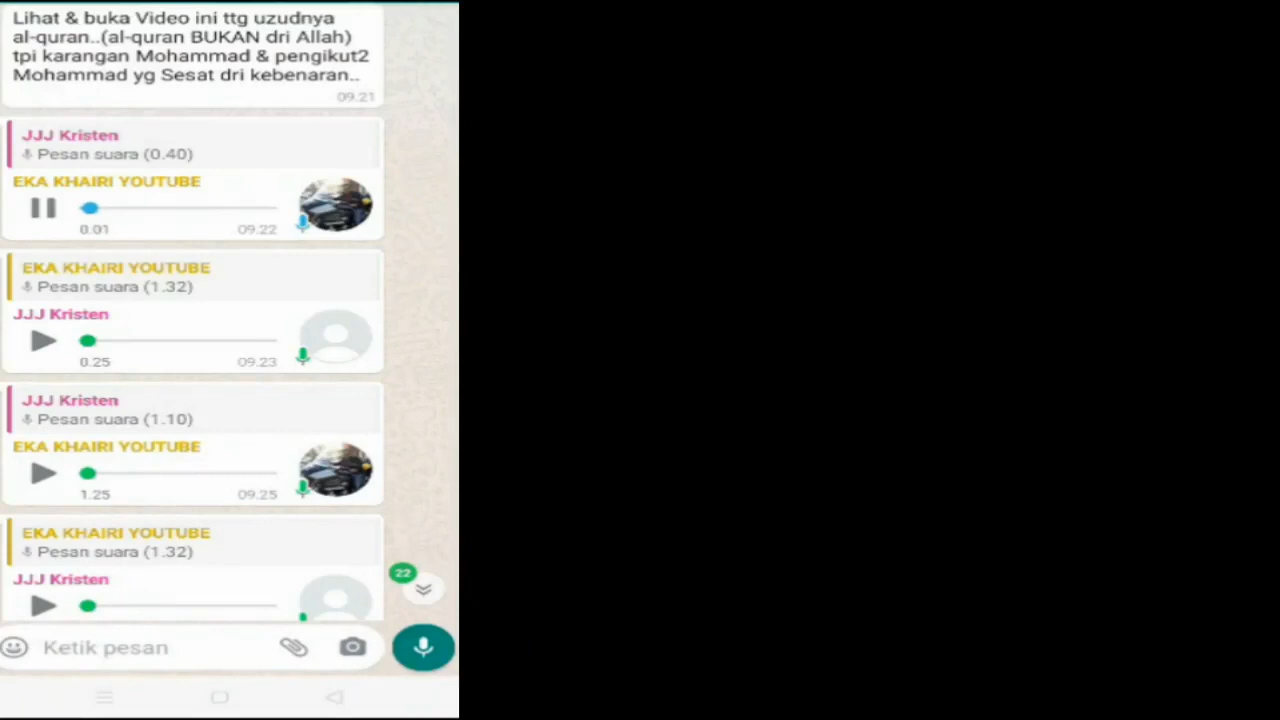 Lihat & buka Video ini ttg uzudnya
al-quran..(al-quran BUKAN dri Allah)
tpi karangan Mohammad & pengikut2
Mohammad yg Sesat dri kebenaran..
09.21
JJJ Kristen
Pesan suara (0.40)
EKA KHAIRI YOUTUBE
0.01 09.22
EKA KHAIRI YOUTUBE
Pesan suara (1.32)
JJJ Kristen
0.25 09.23
JJJ Kristen
Pesan suara (1.10)
EKA KHAIRI YOUTUBE
1.25 09.25
EKA KHAIRI YOUTUBE
Pesan suara (1.32)
JJJ Kristen
22
Ketik pesan